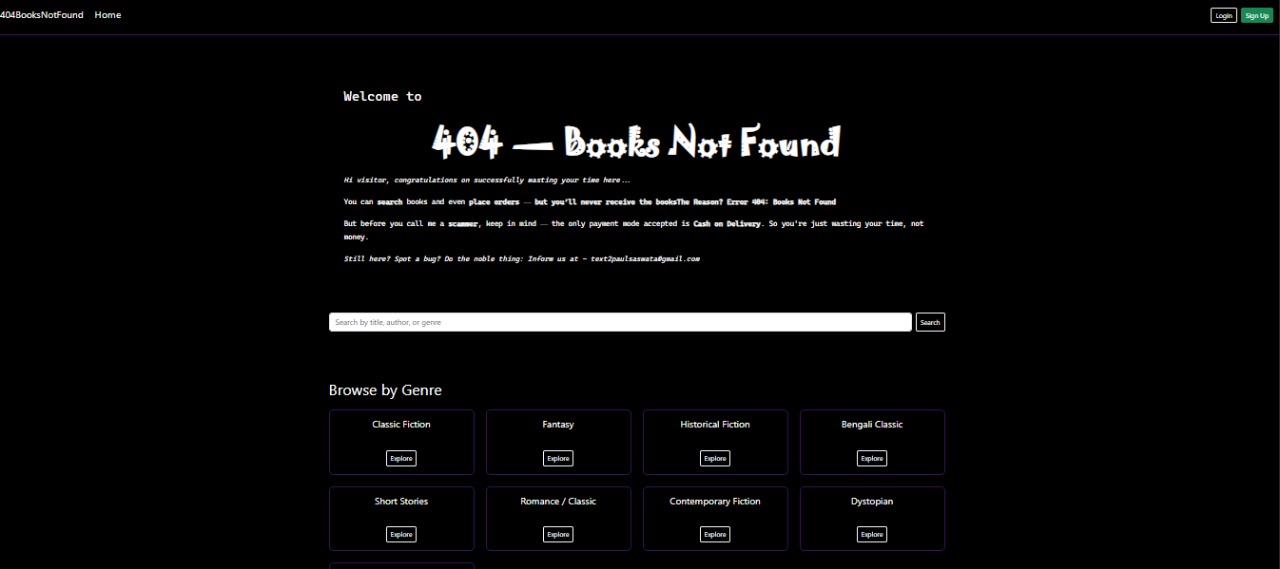 404BooksNotFound Home Login Sign Up
Welcome to
404 — Books Not Found
Hi visitor, congratulations on successfully wasting your time here...
You can search books and even place orders — but you'll never receive the booksThe Reason? Error 404: Books Not Found
But before you call me a scammer, keep in mind — the only payment mode accepted is Cash on Delivery. So you're just wasting your time, not
money.
Still here? Spot a bug? Do the noble thing: Inform us at - text2paulsaswata@gmail.com
Search by title, author, or genre Search
Browse by Genre
Classic Fiction Fantasy Historical Fiction Bengali Classic
Explore Explore Explore Explore
Short Stories Romance / Classic Contemporary Fiction Dystopian
Explore Explore Explore Explore